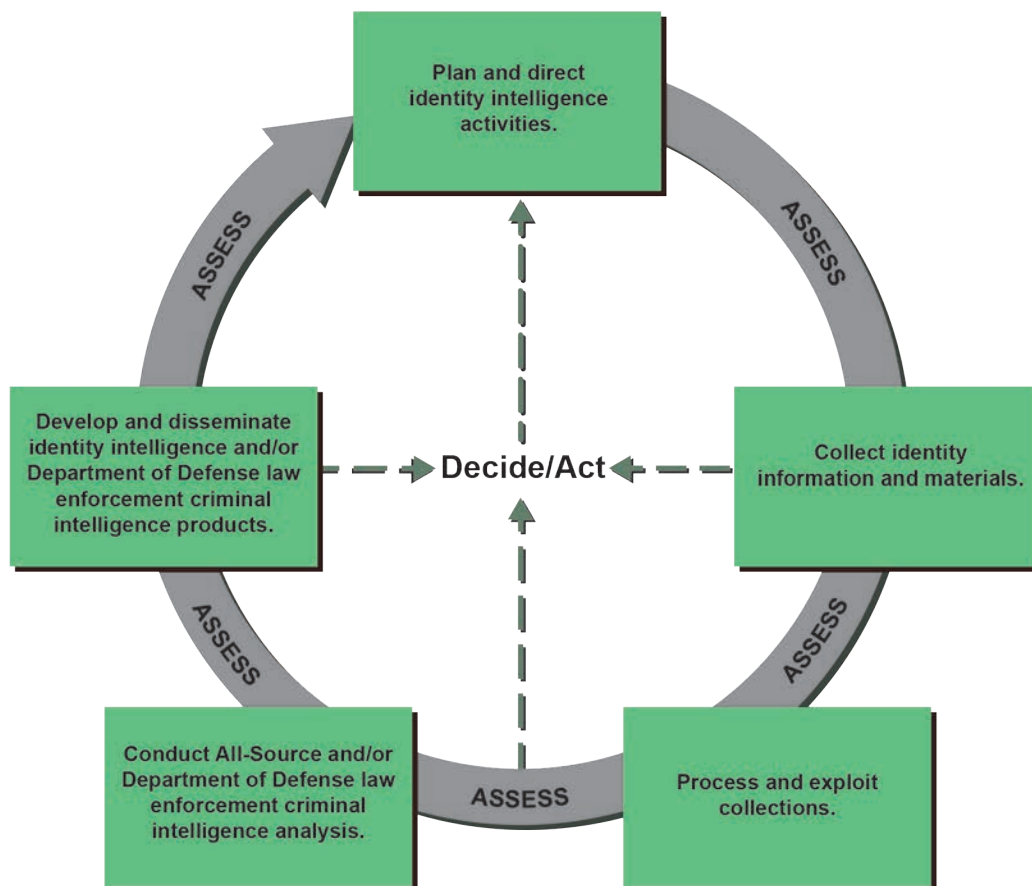 Plan and direct
identity intelligence
activities.
ASSESS
ASSESS
Develop and disseminate
identity intelligence and/or
Department of Defense law
enforcement criminal
intelligence products.
Decide/Act
Collect identity
information and materials.
ASSESS
ASSESS
Conduct All-Source and/or
Department of Defense law
enforcement criminal
intelligence analysis.
ASSESS
Process and exploit
collections.